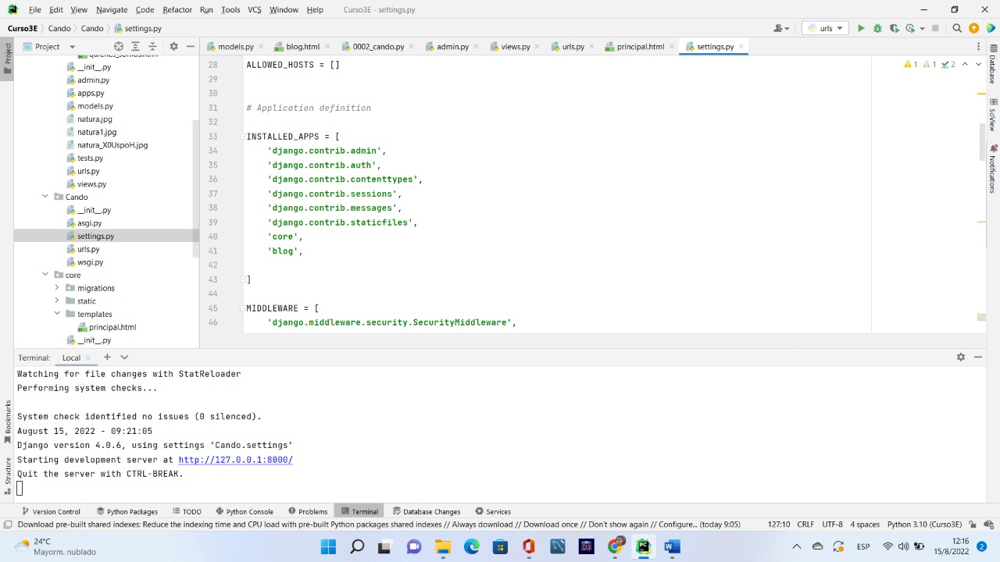 File Edit View Navigate Code Refactor Run Tools VCS Window Help Curso3E - settings.py
Curso3E Cando Cando settings.py urls
Project models.py blog.html 0002_cando.py admin.py views.py urls.py principal.html settings.py
Project
__init__.py
admin.py
apps.py
models.py
natura.jpg
natura1.jpg
natura_X0UspoH.jpg
tests.py
urls.py
views.py
Cando
__init__.py
asgi.py
settings.py
urls.py
wsgi.py
core
migrations
static
templates
principal.html
__init__.py
28 ALLOWED_HOSTS = []
29
30
31 # Application definition
32
33 INSTALLED_APPS = [
34 'django.contrib.admin',
35 'django.contrib.auth',
36 'django.contrib.contenttypes',
37 'django.contrib.sessions',
38 'django.contrib.messages',
39 'django.contrib.staticfiles',
40 'core',
41 'blog',
42
43 ]
44
45 MIDDLEWARE = [
46 'django.middleware.security.SecurityMiddleware',
1 1 2
Database
SciView
Notifications
Terminal: Local
Watching for file changes with StatReloader
Performing system checks...
System check identified no issues (0 silenced).
August 15, 2022 - 09:21:05
Django version 4.0.6, using settings 'Cando.settings'
Starting development server at http://127.0.0.1:8000/
Quit the server with CTRL-BREAK.
Bookmarks
Structure
Version Control Python Packages TODO Python Console Problems Terminal Database Changes Services
Download pre-built shared indexes: Reduce the indexing time and CPU load with pre-built Python packages shared indexes // Always download // Download once // Don't show again // Configure... (today 9:05) 127:10 CRLF UTF-8 4 spaces Python 3.10 (Curso3E)
24°C
Mayorm. nublado
ESP
12:16
15/8/2022
2